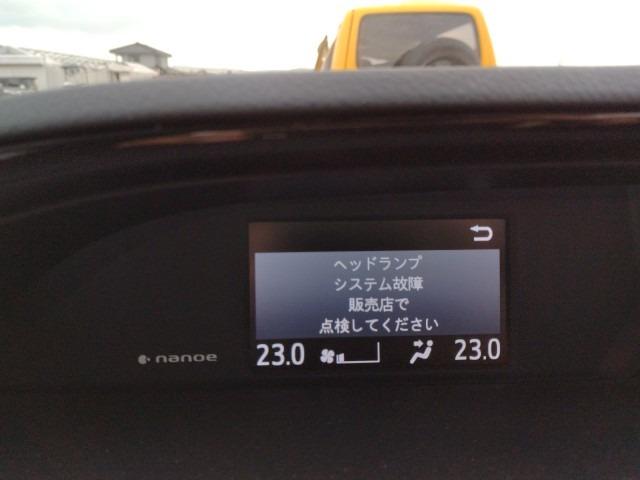 ヘッドランプ
システム故障
販売店で
点検してください
nanoe
23.0
23.0